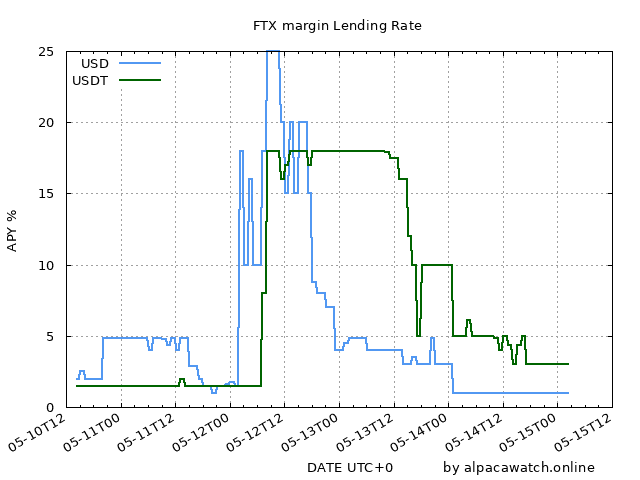 FTX margin Lending Rate
USD
USDT
25
20
15
10
5
0
APY %
05-10T12
05-11T00
05-11T12
05-12T00
05-12T12
05-13T00
05-13T12
05-14T00
05-14T12
05-15T00
05-15T12
DATE UTC+0
by alpacawatch.online